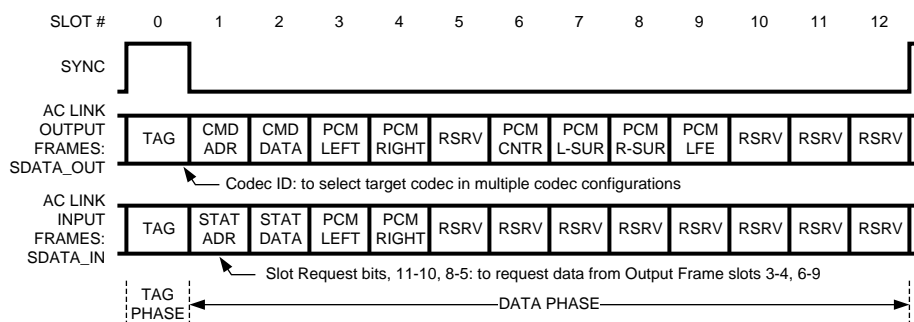 SLOT # 0 1 2 3 4 5 6 7 8 9 10 11 12
SYNC
AC LINK
OUTPUT
FRAMES:
SDATA_OUT
TAG
CMD ADR
CMD DATA
PCM LEFT
PCM RIGHT
RSRV
PCM CNTR
PCM L-SUR
PCM R-SUR
PCM LFE
RSRV
RSRV
RSRV
Codec ID: to select target codec in multiple codec configurations
AC LINK
INPUT
FRAMES:
SDATA_IN
TAG
STAT ADR
STAT DATA
PCM LEFT
PCM RIGHT
RSRV
RSRV
RSRV
RSRV
RSRV
RSRV
RSRV
RSRV
Slot Request bits, 11-10, 8-5: to request data from Output Frame slots 3-4, 6-9
TAG
PHASE
DATA PHASE